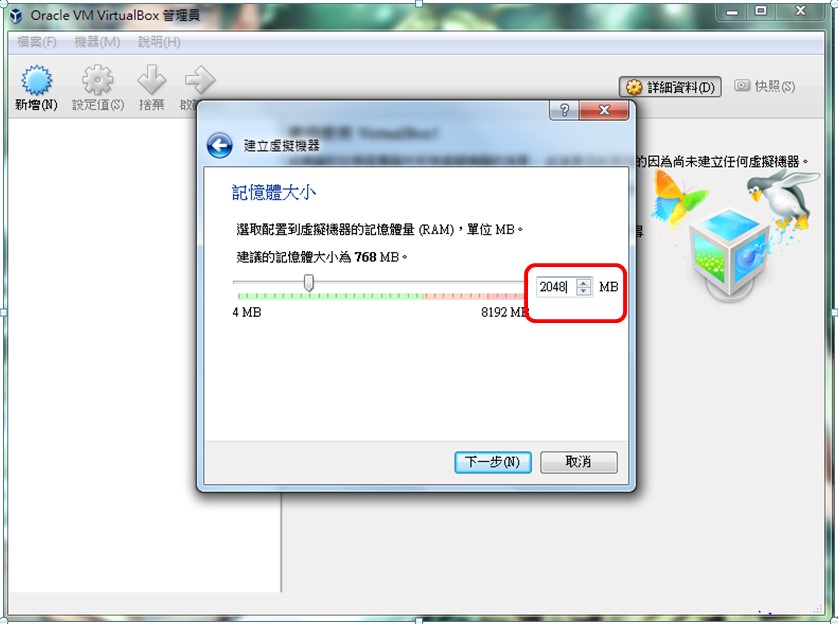 Oracle VM VirtualBox 管理員
檔案(F) 機器(M) 說明(H)
新增(N) 設定值(S) 捨棄
詳細資料(D) 快照(S)
建立虛擬機器
的因為尚未建立任何虛擬機器。
記憶體大小
選取配置到虛擬機器的記憶體量 (RAM)，單位 MB。
建議的記憶體大小為 768 MB。
2048 MB
4 MB 8192 MB
下一步(N) 取消